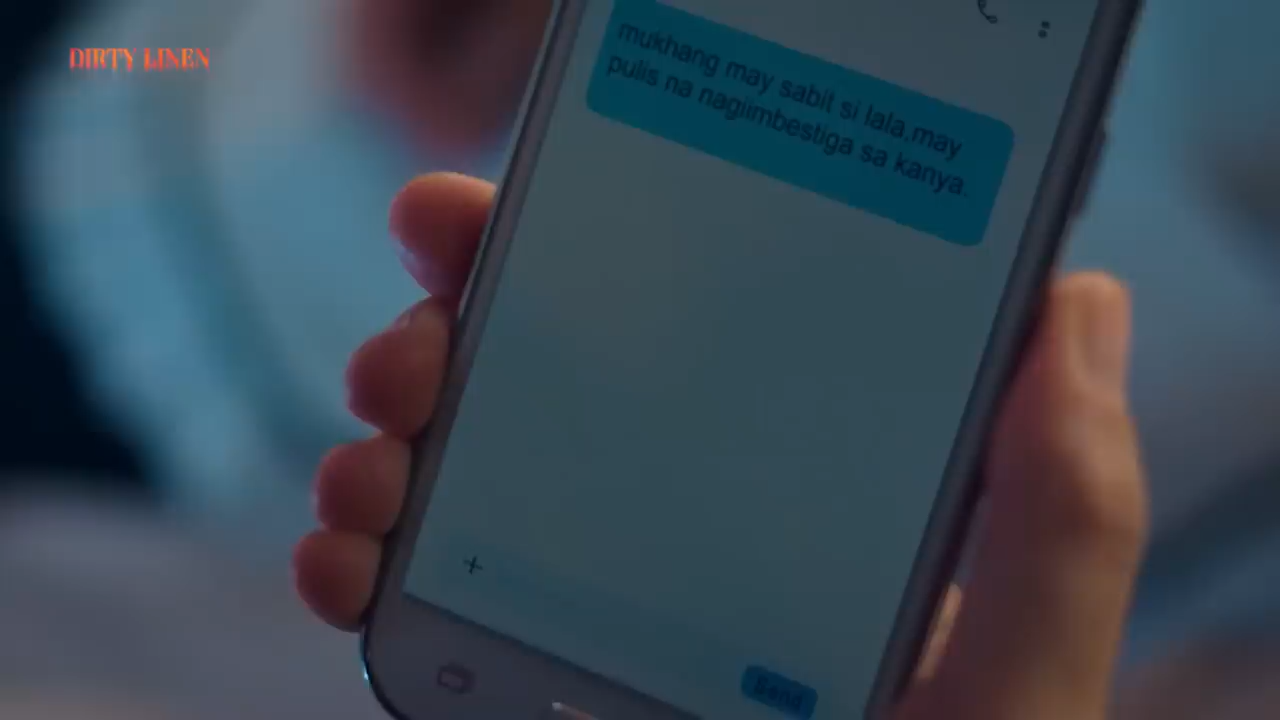 DIRTY LINEN
mukhang may sabit si lala.may
pulis na nagiimbestiga sa kanya.
Send